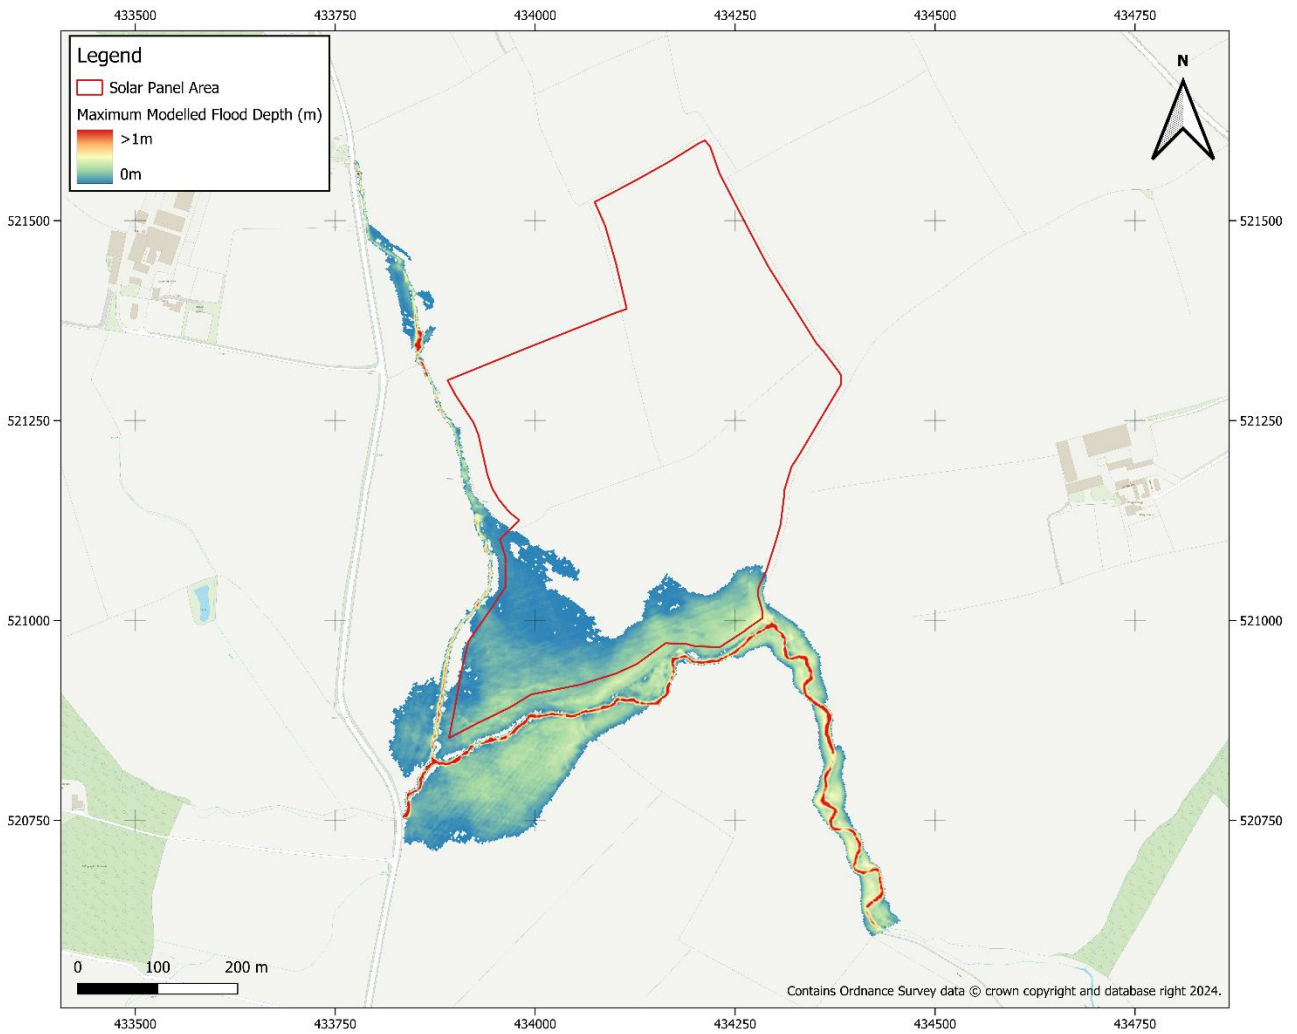 433500 433750 434000 434250 434500 434750
Legend
Solar Panel Area
Maximum Modelled Flood Depth (m)
>1m
0m
N
521500 521500
521250 521250
521000 521000
520750 520750
0 100 200 m
Contains Ordnance Survey data © crown copyright and database right 2024.
433500 433750 434000 434250 434500 434750